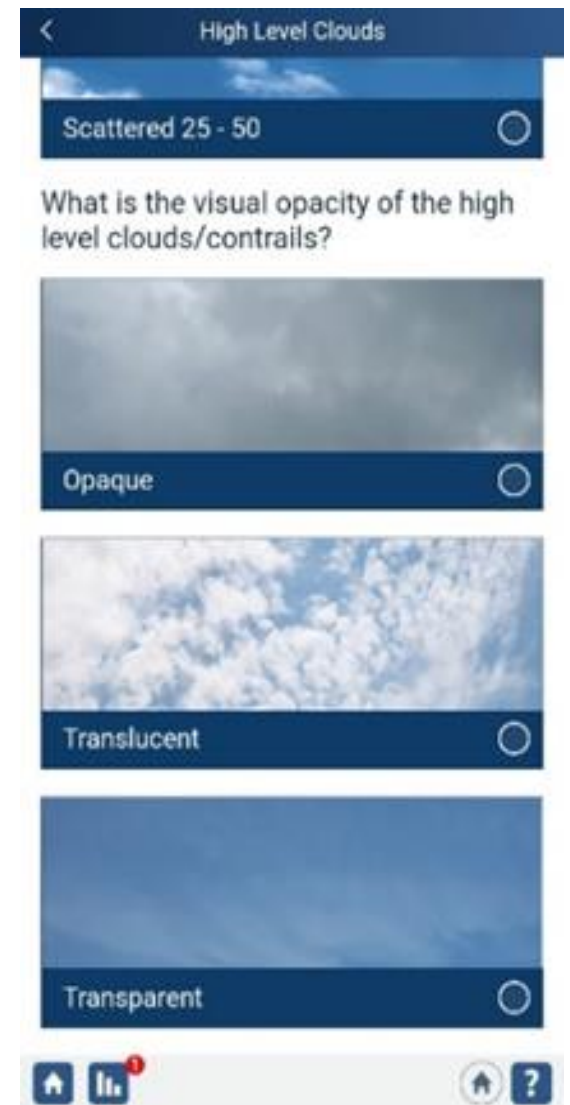 High Level Clouds
Scattered 25 - 50
What is the visual opacity of the high
level clouds/contrails?
Opaque
Translucent
Transparent
1
?